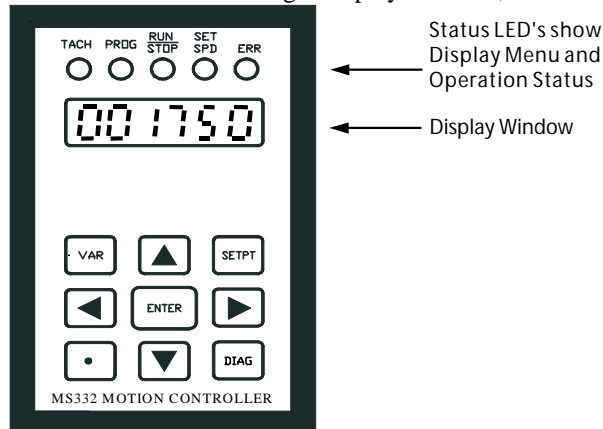 TACH PROG RUN STOP SET SPD ERR
001750
VAR SETPT
ENTER
DIAG
MS332 MOTION CONTROLLER
Status LED's show
Display Menu and
Operation Status
Display Window